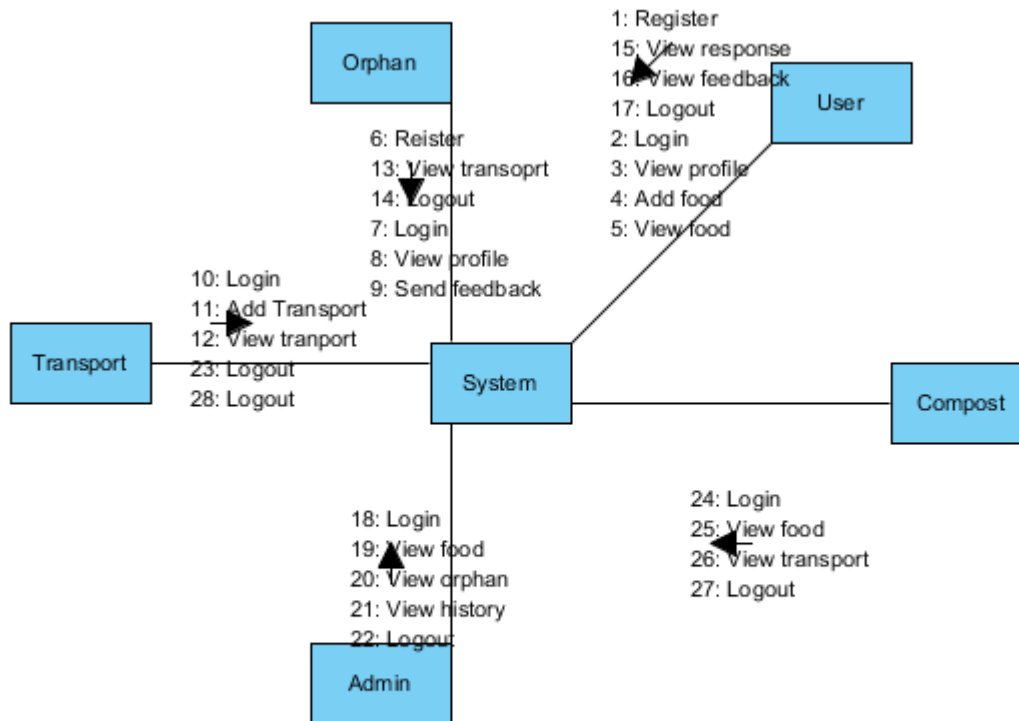 Orphan
1: Register
15: View response
16: View feedback
17: Logout
2: Login
3: View profile
4: Add food
5: View food
User
6: Reister
13: View transoprt
14: Logout
7: Login
8: View profile
9: Send feedback
10: Login
11: Add Transport
12: View tranport
23: Logout
28: Logout
Transport
System
Compost
18: Login
19: View food
20: View orphan
21: View history
22: Logout
24: Login
25: View food
26: View transport
27: Logout
Admin